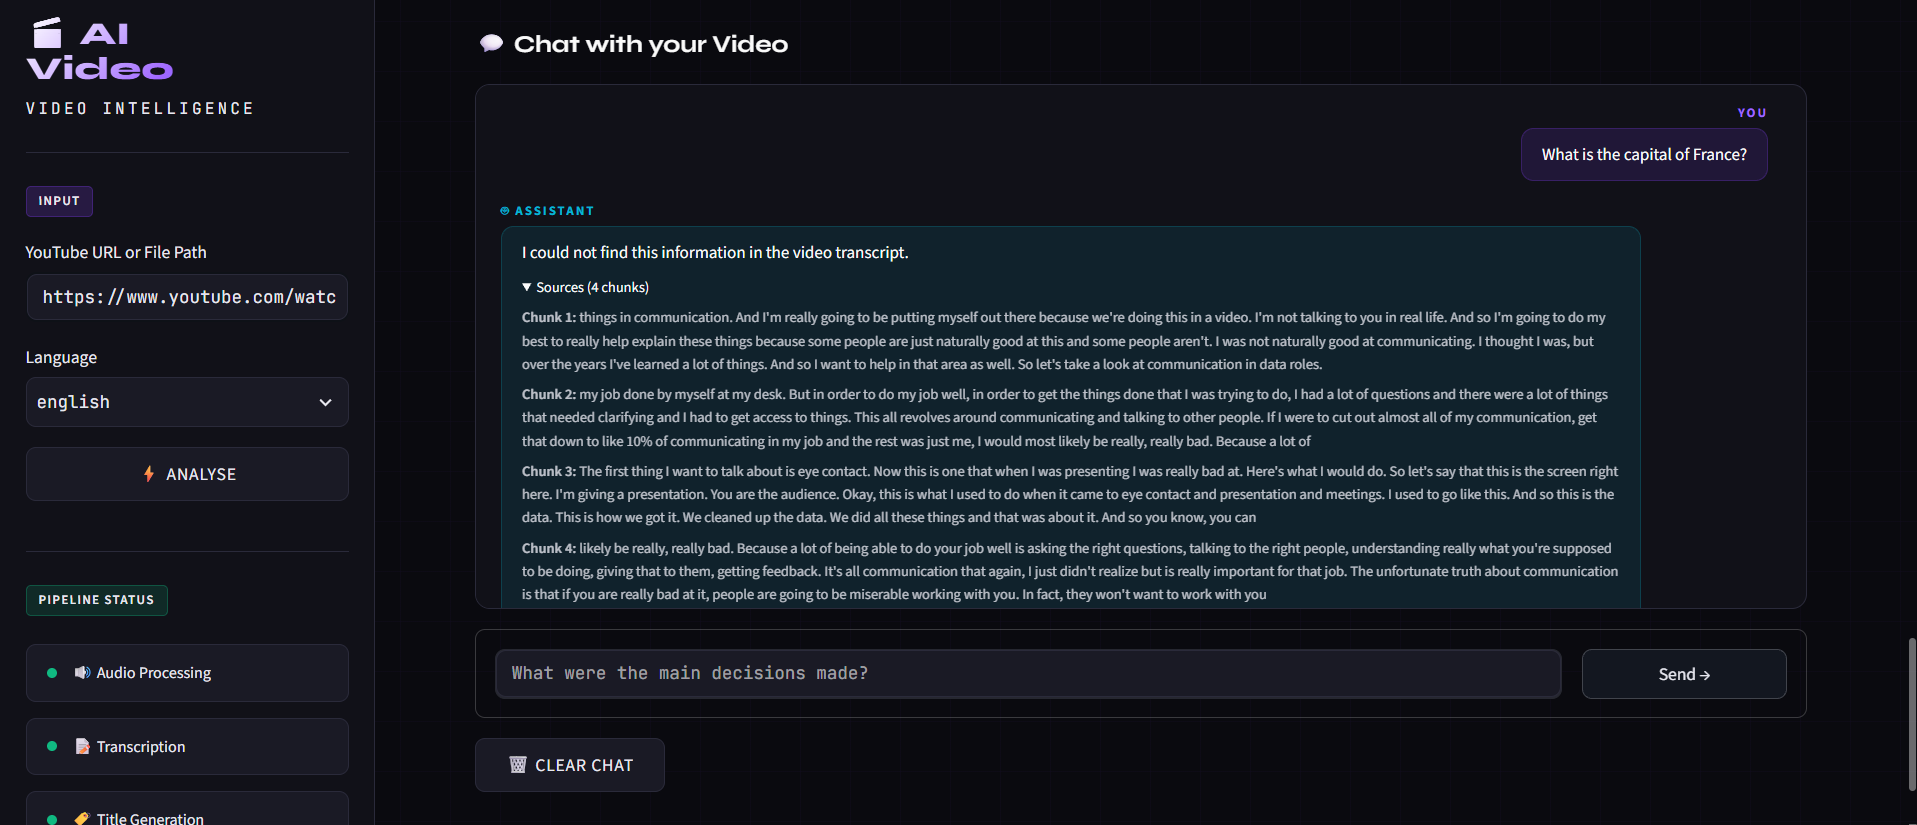 AI
Video
VIDEO INTELLIGENCE
INPUT
YouTube URL or File Path
https://www.youtube.com/watc
Language
english
ANALYSE
PIPELINE STATUS
Audio Processing
Transcription
Title Generation
Chat with your Video
YOU
What is the capital of France?
ASSISTANT
I could not find this information in the video transcript.
▼ Sources (4 chunks)
Chunk 1: things in communication. And I'm really going to be putting myself out there because we're doing this in a video. I'm not talking to you in real life. And so I'm going to do my
best to really help explain these things because some people are just naturally good at this and some people aren't. I was not naturally good at communicating. I thought I was, but
over the years I've learned a lot of things. And so I want to help in that area as well. So let's take a look at communication in data roles.
Chunk 2: my job done by myself at my desk. But in order to do my job well, in order to get the things done that I was trying to do, I had a lot of questions and there were a lot of things
that needed clarifying and I had to get access to things. This all revolves around communicating and talking to other people. If I were to cut out almost all of my communication, get
that down to like 10% of communicating in my job and the rest was just me, I would most likely be really, really bad. Because a lot of
Chunk 3: The first thing I want to talk about is eye contact. Now this is one that when I was presenting I was really bad at. Here's what I would do. So let's say that this is the screen right
here. I'm giving a presentation. You are the audience. Okay, this is what I used to do when it came to eye contact and presentation and meetings. I used to go like this. And so this is the
data. This is how we got it. We cleaned up the data. We did all these things and that was about it. And so you know, you can
Chunk 4: likely be really, really bad. Because a lot of being able to do your job well is asking the right questions, talking to the right people, understanding really what you're supposed
to be doing, giving that to them, getting feedback. It's all communication that again, I just didn't realize but is really important for that job. The unfortunate truth about communication
is that if you are really bad at it, people are going to be miserable working with you. In fact, they won't want to work with you
What were the main decisions made?
Send →
CLEAR CHAT